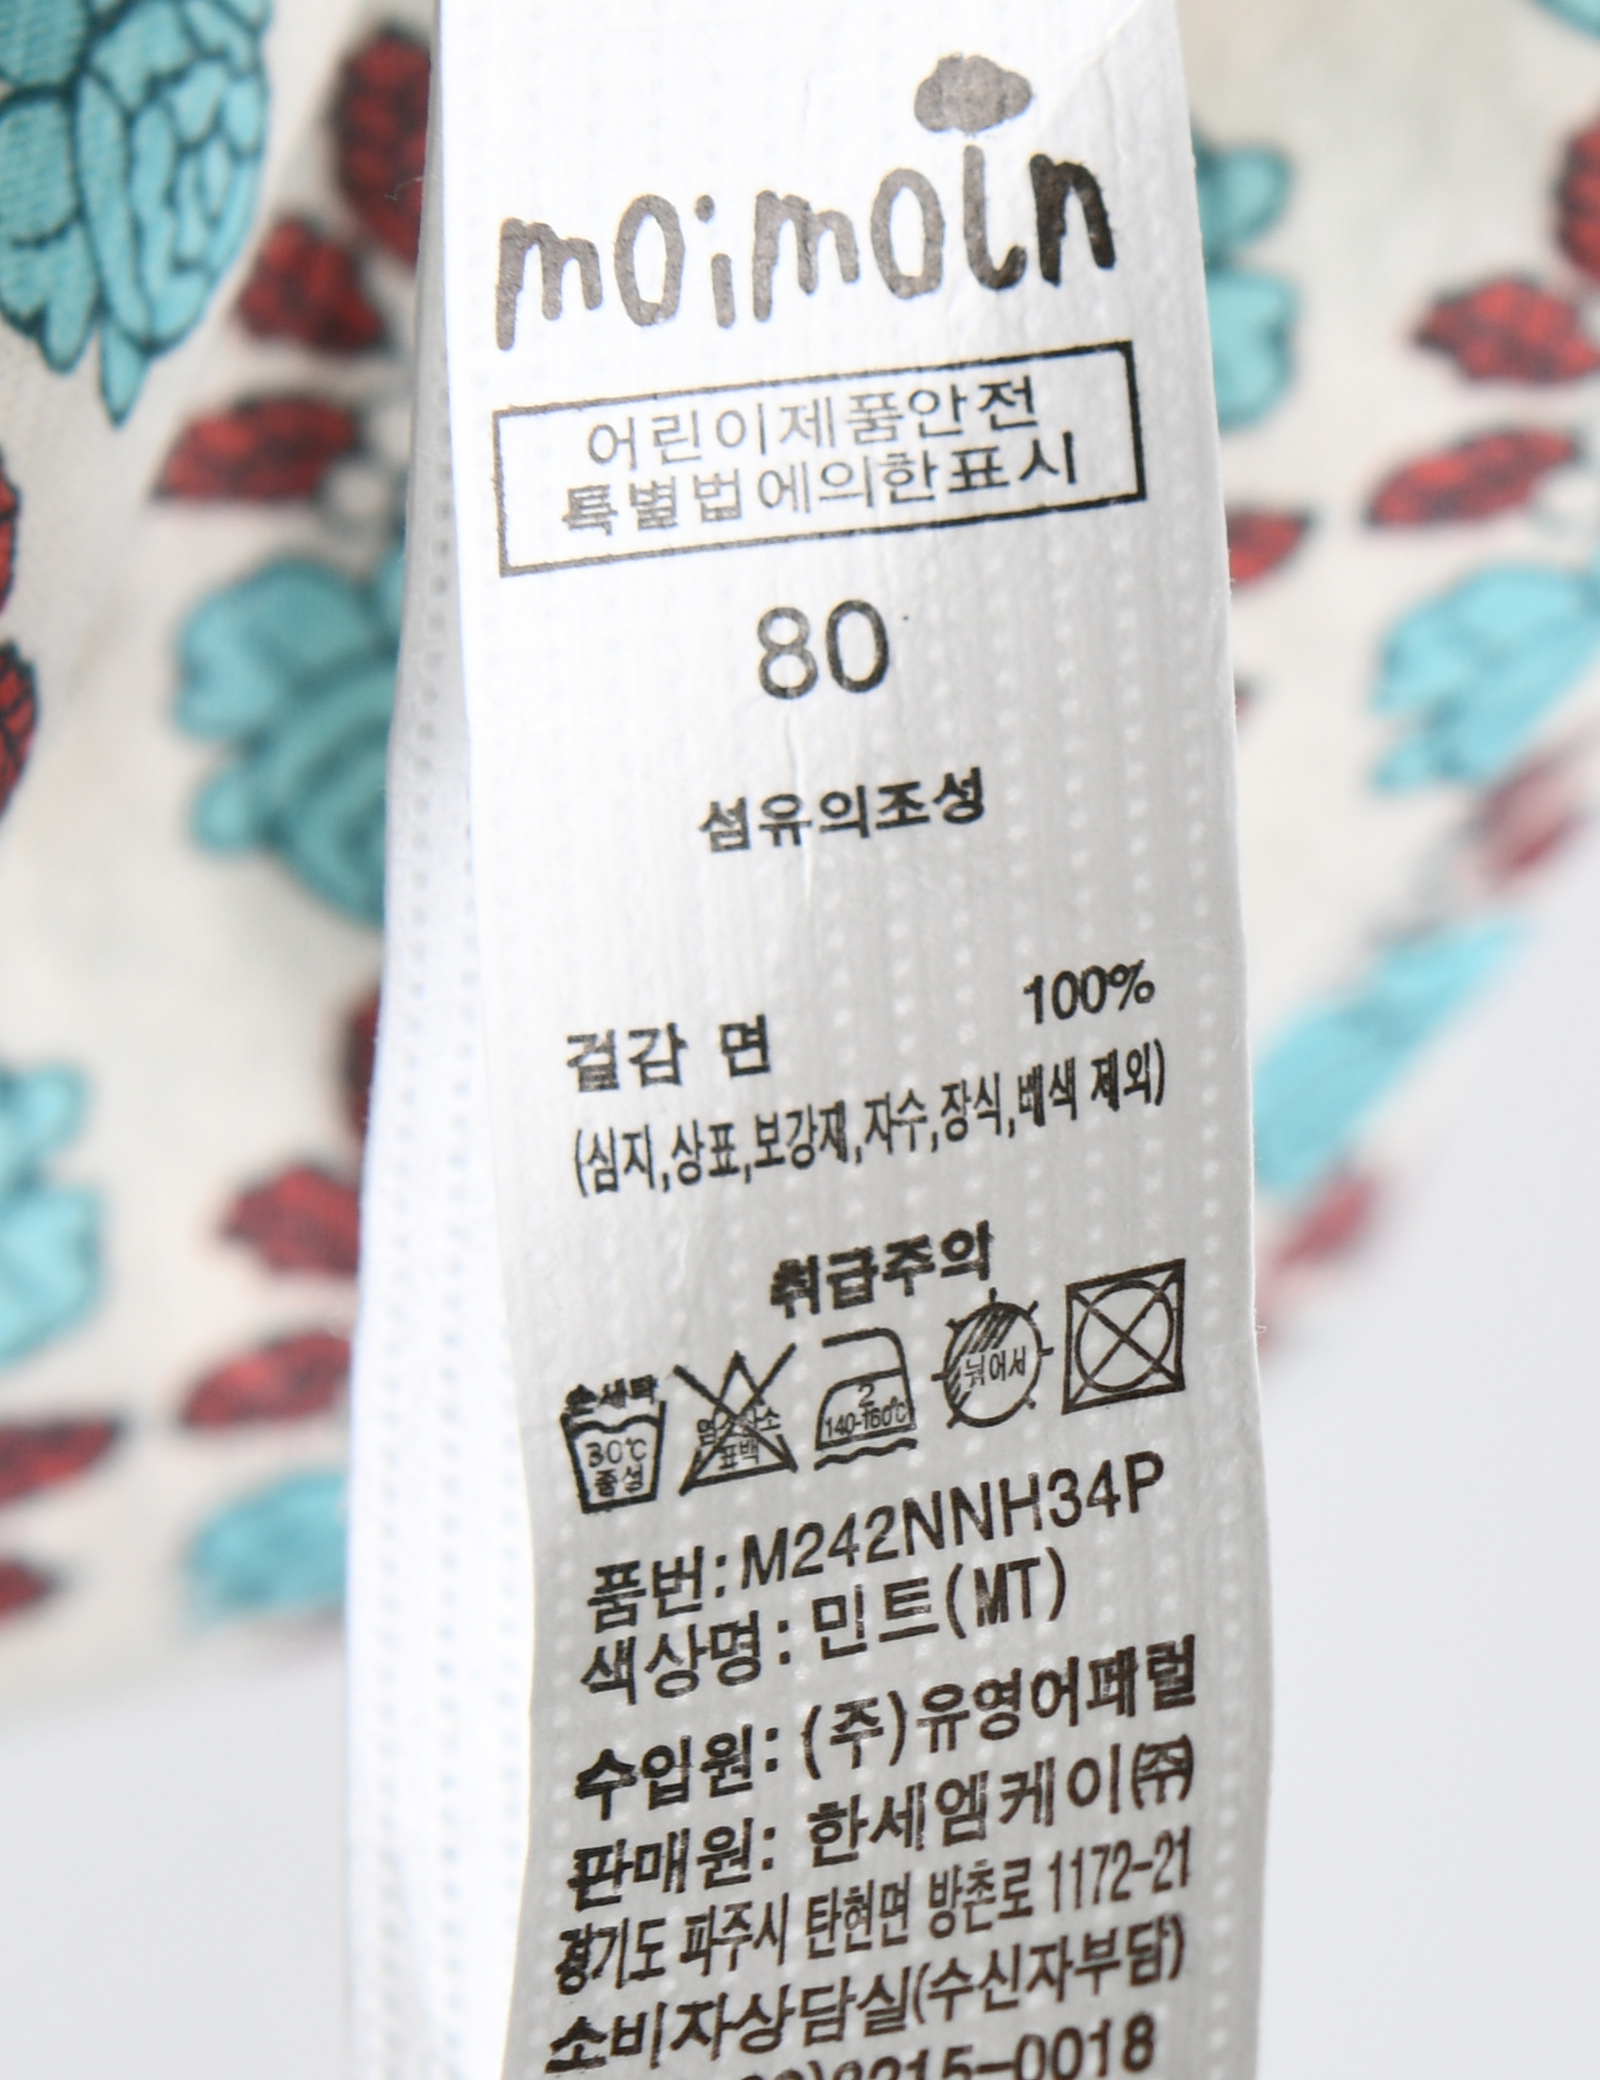 moimoln
어린이제품안전
특별법에의한표시
80
섬유의조성
겉감 면 100%
(심지,상표,보강재,자수,장식,배색 제외)
취급주의
손세탁
30℃
중성
염소산소
표백
2
140-160℃
뉘어서
품번:M242NNH34P
색상명:민트(MT)
수입원: (주)유영어패럴
판매원: 한세엠케이㈜
경기도 파주시 탄현면 방촌로 1172-21
소비자상담실(수신자부담)
)8215-0018